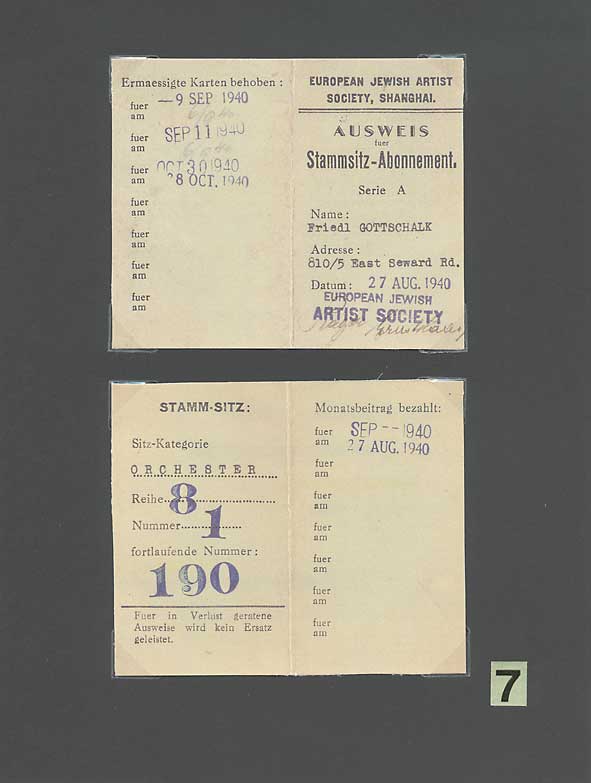 Ermaessigte Karten behoben :
fuer — 9 SEP 1940
am
fuer SEP 11 1940
am
fuer OCT 30 1940
am 28 OCT. 1940
fuer
am
fuer
am
fuer
am
fuer
am
EUROPEAN JEWISH ARTIST
SOCIETY, SHANGHAI.
AUSWEIS
fuer
Stammsitz-Abonnement.
Serie A
Name :
Friedl GOTTSCHALK
Adresse :
810/5 East Seward Rd.
Datum : 27 AUG. 1940
EUROPEAN JEWISH
ARTIST SOCIETY
STAMM-SITZ:
Sitz-Kategorie
ORCHESTER
Reihe 8
Nummer 1
fortlaufende Nummer :
190
Fuer in Verlust geratene
Ausweise wird kein Ersatz
geleistet.
Monatsbeitrag bezahlt:
fuer SEP -- 1940
am 27 AUG. 1940
fuer
am
fuer
am
fuer
am
fuer
am
fuer
am
fuer
am
7